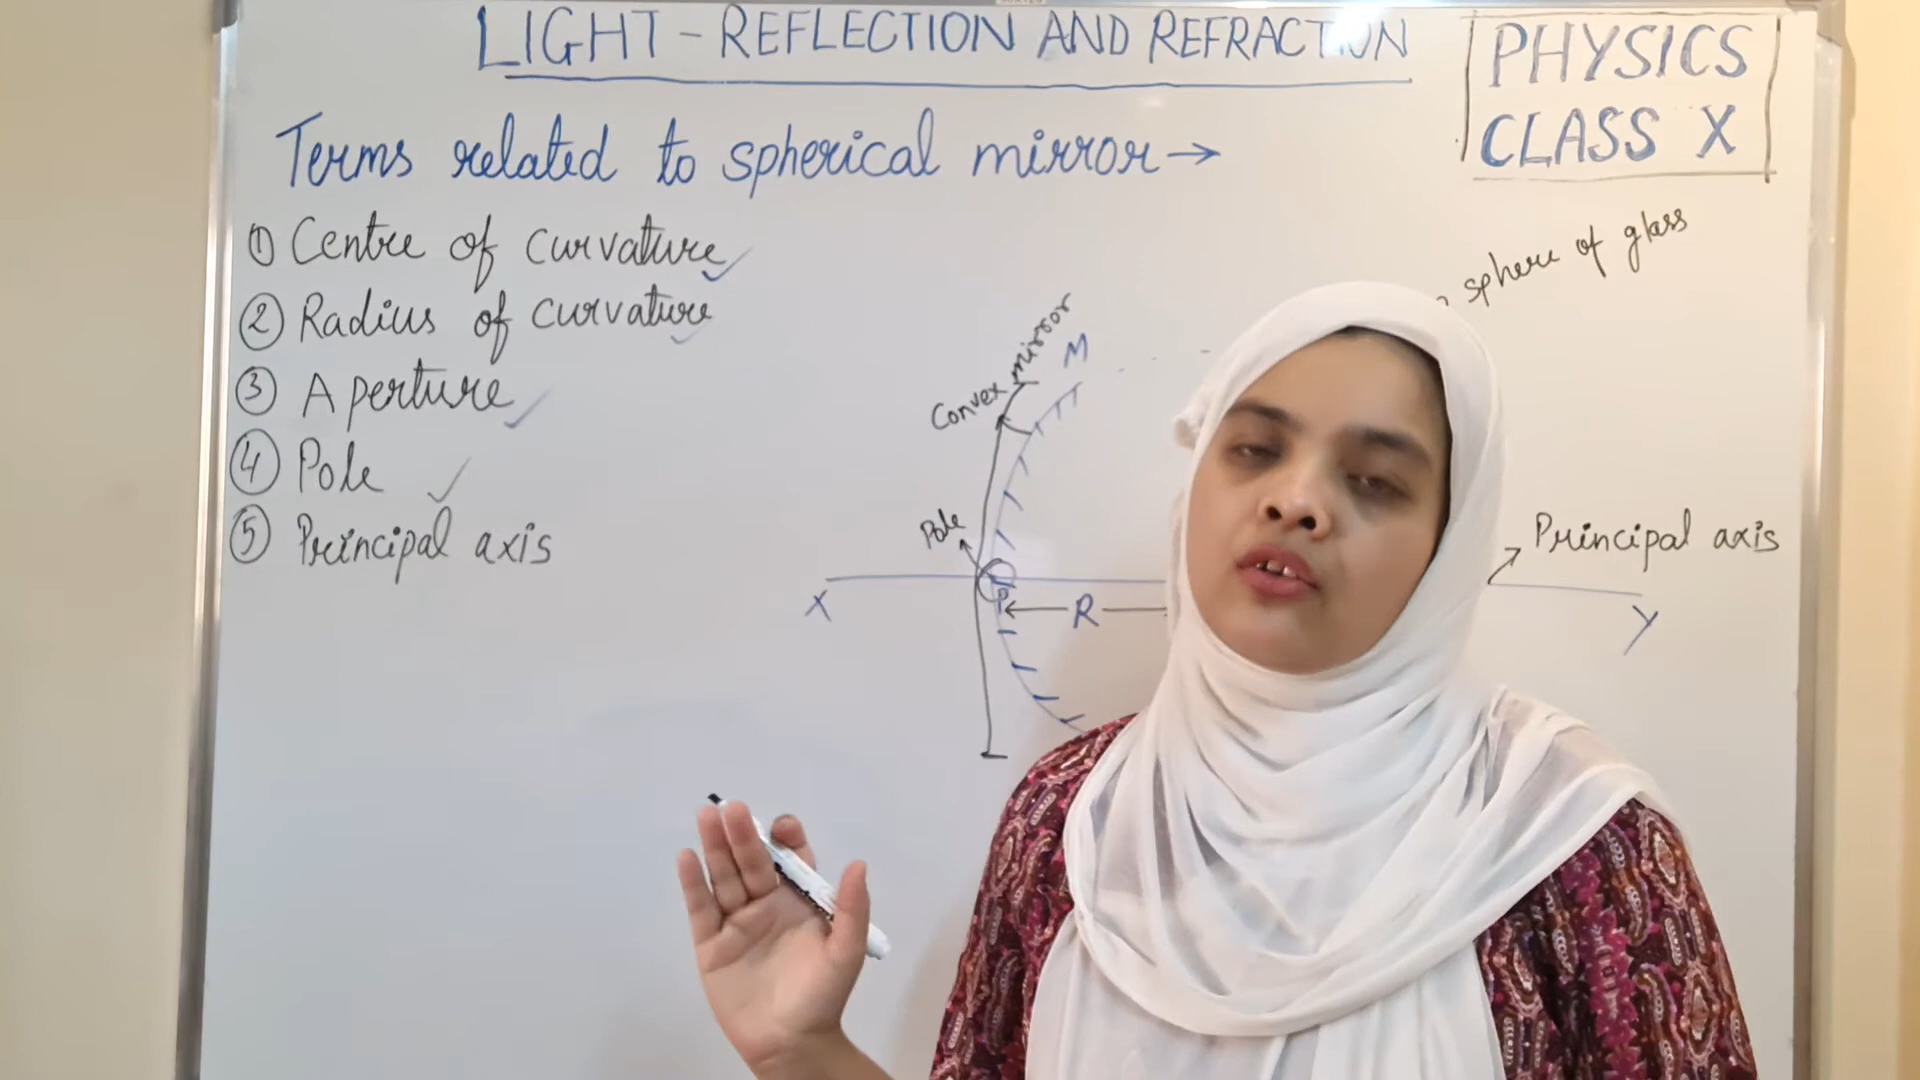 LIGHT - REFLECTION AND REFRACTION
PHYSICS
CLASS X
Terms related to spherical mirror →
① Centre of curvature ✓
② Radius of curvature ✓
③ Aperture ✓
④ Pole ✓
⑤ Principal axis
sphere of glass
Convex mirror
M
Pole
P
R
X
Y
Principal axis